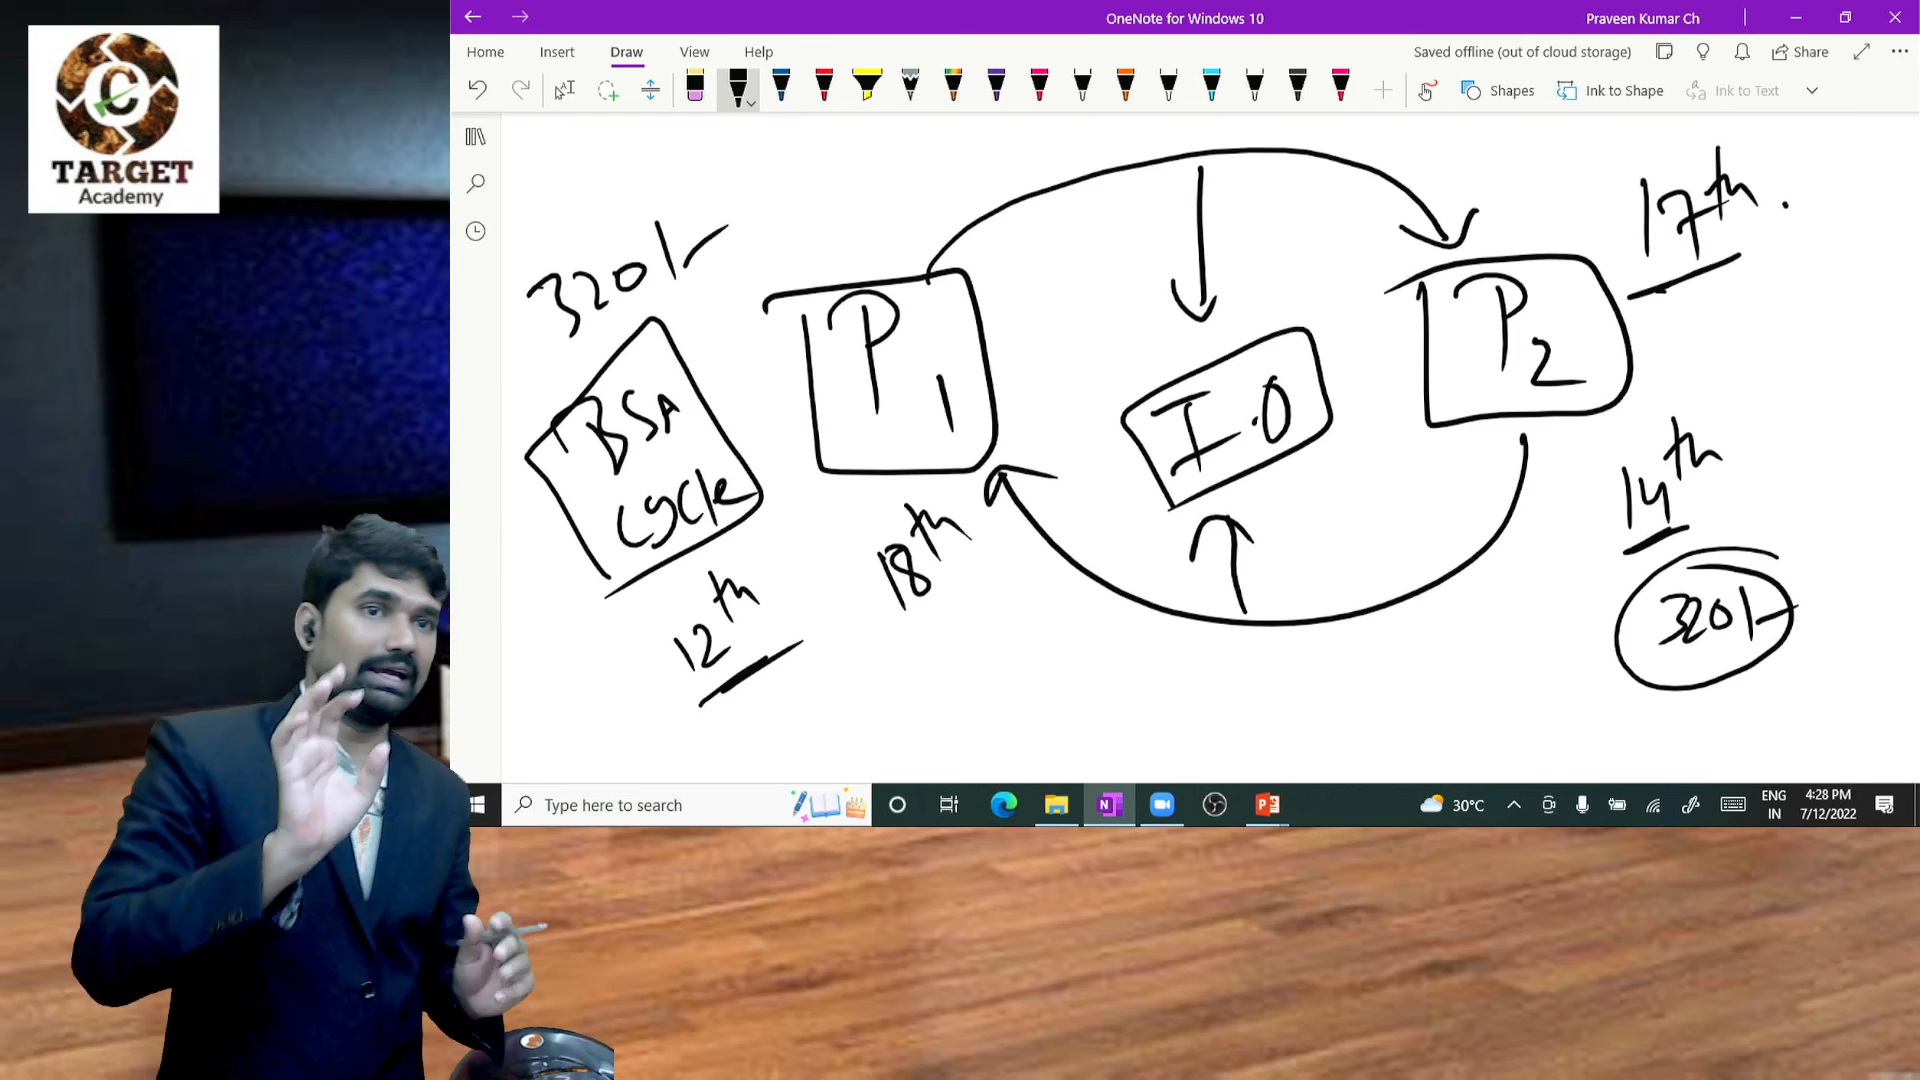 TARGET
Academy
OneNote for Windows 10
Praveen Kumar Ch
Home Insert Draw View Help
Saved offline (out of cloud storage)
Share
Shapes
Ink to Shape
Ink to Text
320/-
BSA
cycle
12th
P1
18th
I.O
P2
17th.
14th
320/-
Type here to search
30°C
ENG
IN
4:28 PM
7/12/2022